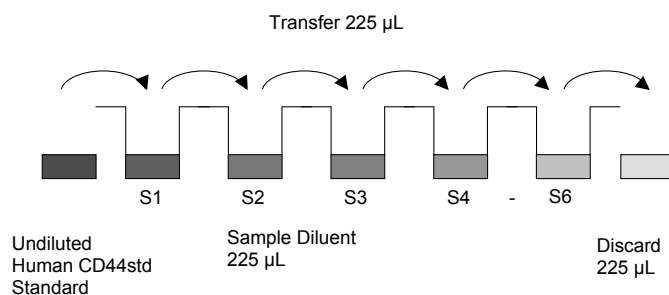 Transfer 225 µL
S1 S2 S3 S4 - S6
Undiluted
Human CD44std
Standard
Sample Diluent
225 µL
Discard
225 µL